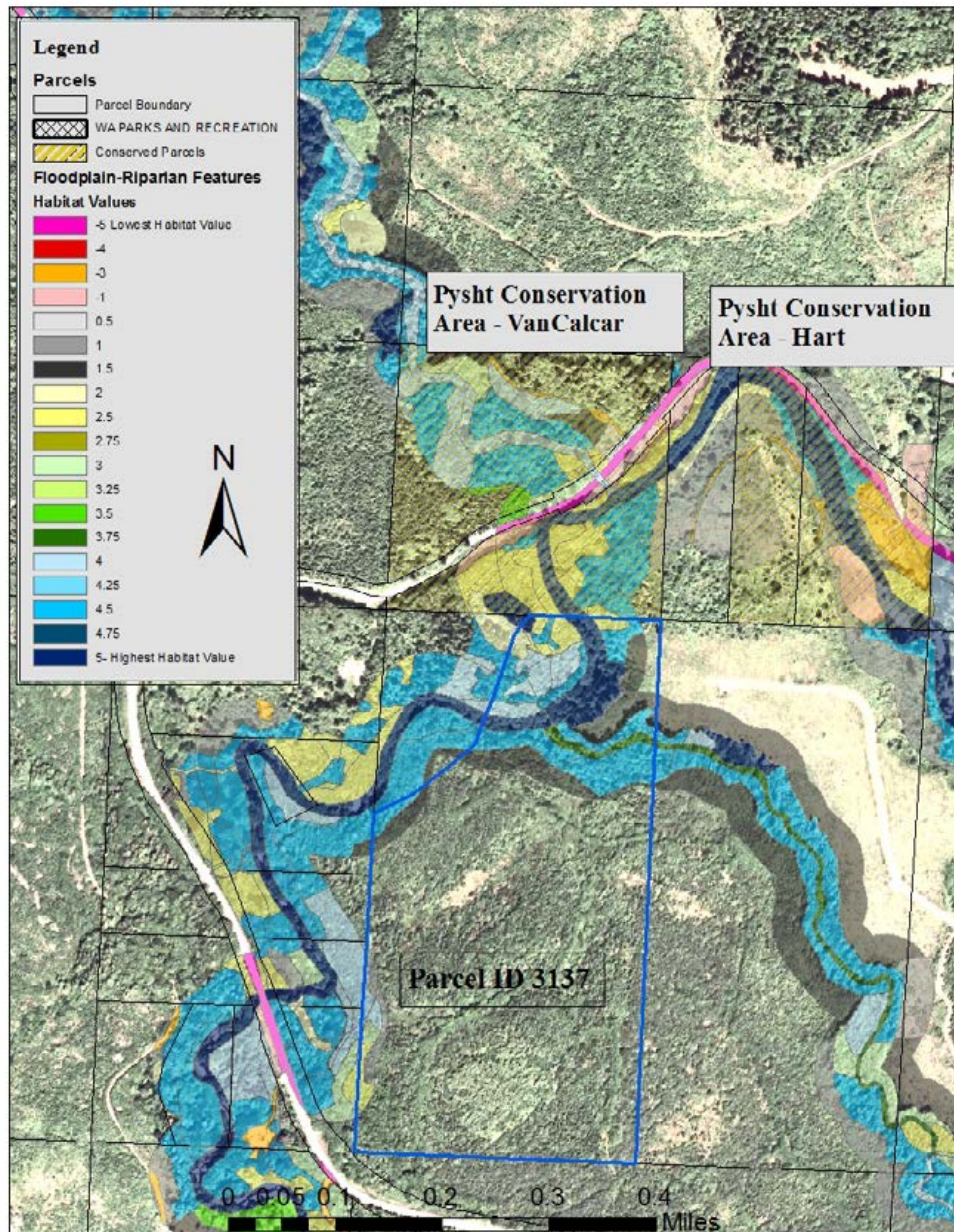 Legend
Parcels
Parcel Boundary
WA PARKS AND RECREATION
Conserved Parcels
Floodplain-Riparian Features
Habitat Values
-5 Lowest Habitat Value
-4
-3
-1
0.5
1
1.5
2
2.5
2.75
3
3.25
3.5
3.75
4
4.25
4.5
4.75
5- Highest Habitat Value
N
Pysht Conservation
Area - VanCalcar
Pysht Conservation
Area - Hart
Parcel ID 3137
0 0.05 0.1 0.2 0.3 0.4
Miles